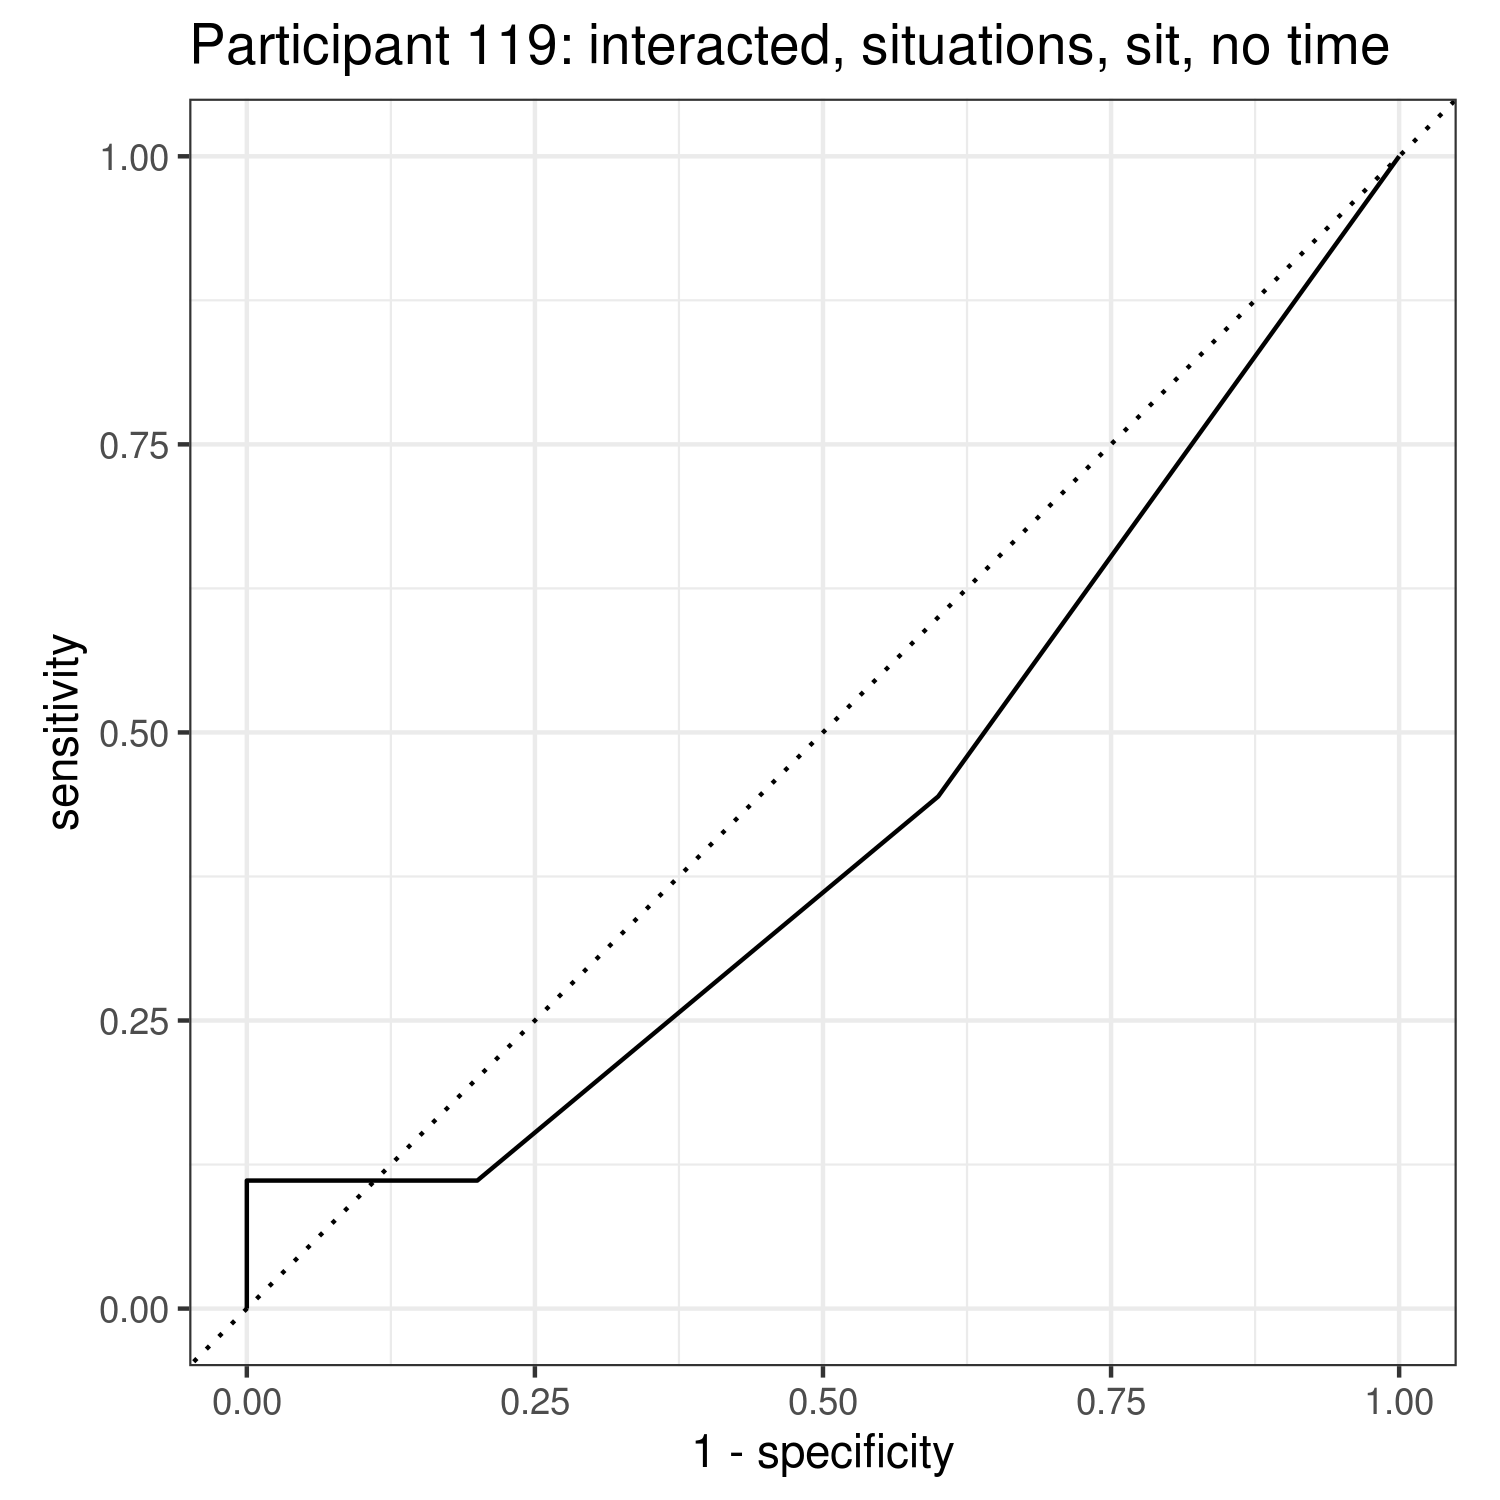 Participant 119: interacted, situations, sit, no time
1.00
0.75
0.50
0.25
0.00
sensitivity
0.00 0.25 0.50 0.75 1.00
1 - specificity